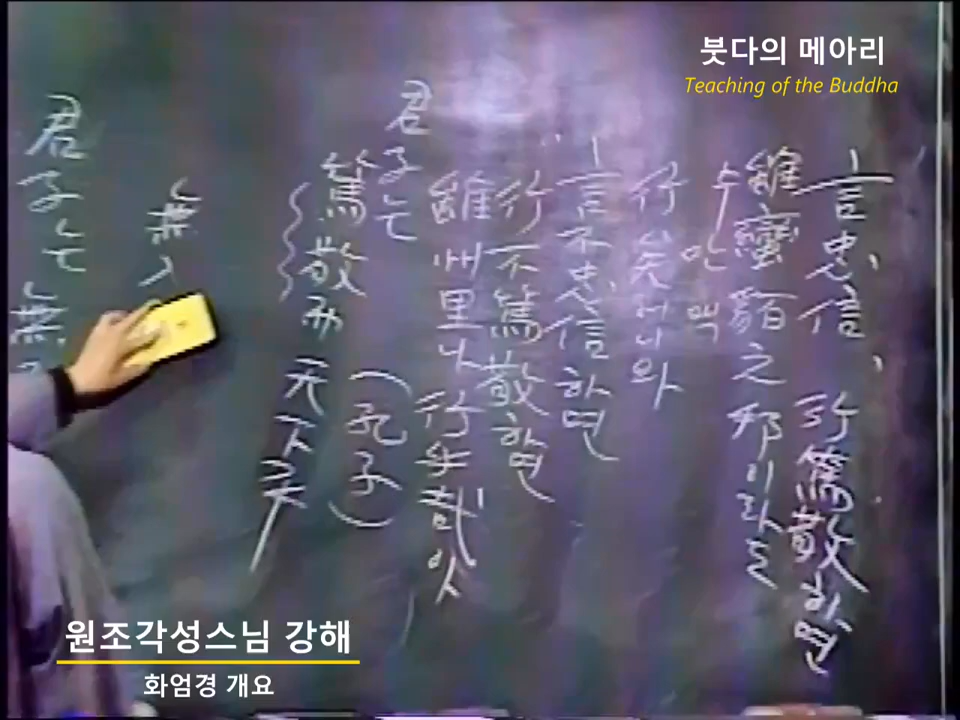 붓다의 메아리
Teaching of the Buddha
言忠信, 行篤敬하면
雖蠻貊之邦이라도
만맥
行矣어니와
言不忠信하며
行不篤敬하면
雖州里나 行乎哉아
君子는
(孔子)
篤敬而天下
君子는 無
無入
원조각성스님 강해
화엄경 개요